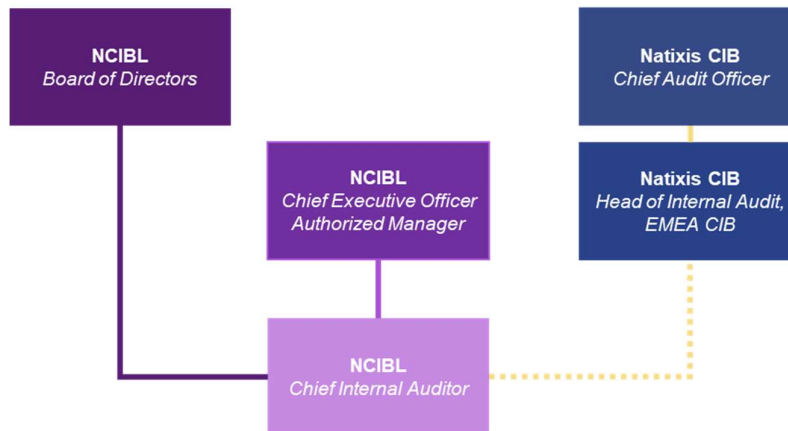 NCIBL
Board of Directors
Natixis CIB
Chief Audit Officer
NCIBL
Chief Executive Officer
Authorized Manager
Natixis CIB
Head of Internal Audit,
EMEA CIB
NCIBL
Chief Internal Auditor